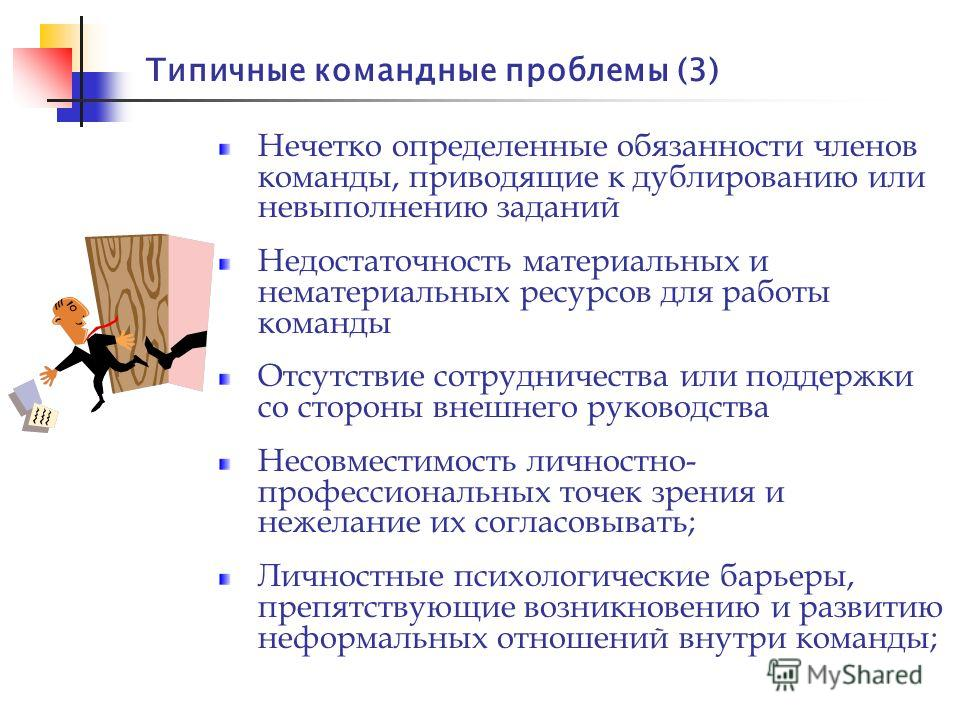 Типичные командные проблемы (3)
Нечетко определенные обязанности членов
команды, приводящие к дублированию или
невыполнению заданий
Недостаточность материальных и
нематериальных ресурсов для работы
команды
Отсутствие сотрудничества или поддержки
со стороны внешнего руководства
Несовместимость личностно-
профессиональных точек зрения и
нежелание их согласовывать;
Личностные психологические барьеры,
препятствующие возникновению и развитию
неформальных отношений внутри команды;
MyShared